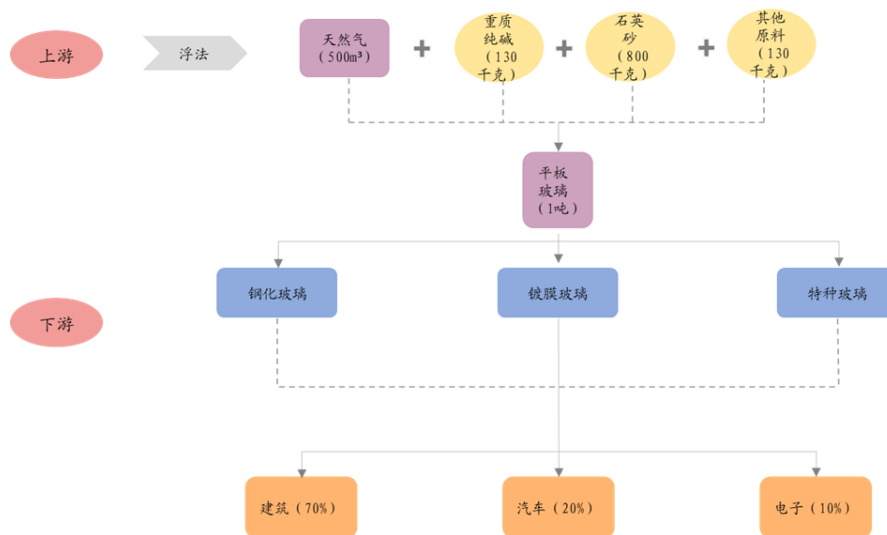 上游
浮法
天然气
(500m³)
重质
纯碱
(130
千克)
石英
砂
(800
千克)
其他
原料
(130
千克)
平板
玻璃
(1吨)
钢化玻璃
镀膜玻璃
特种玻璃
下游
建筑(70%)
汽车(20%)
电子(10%)